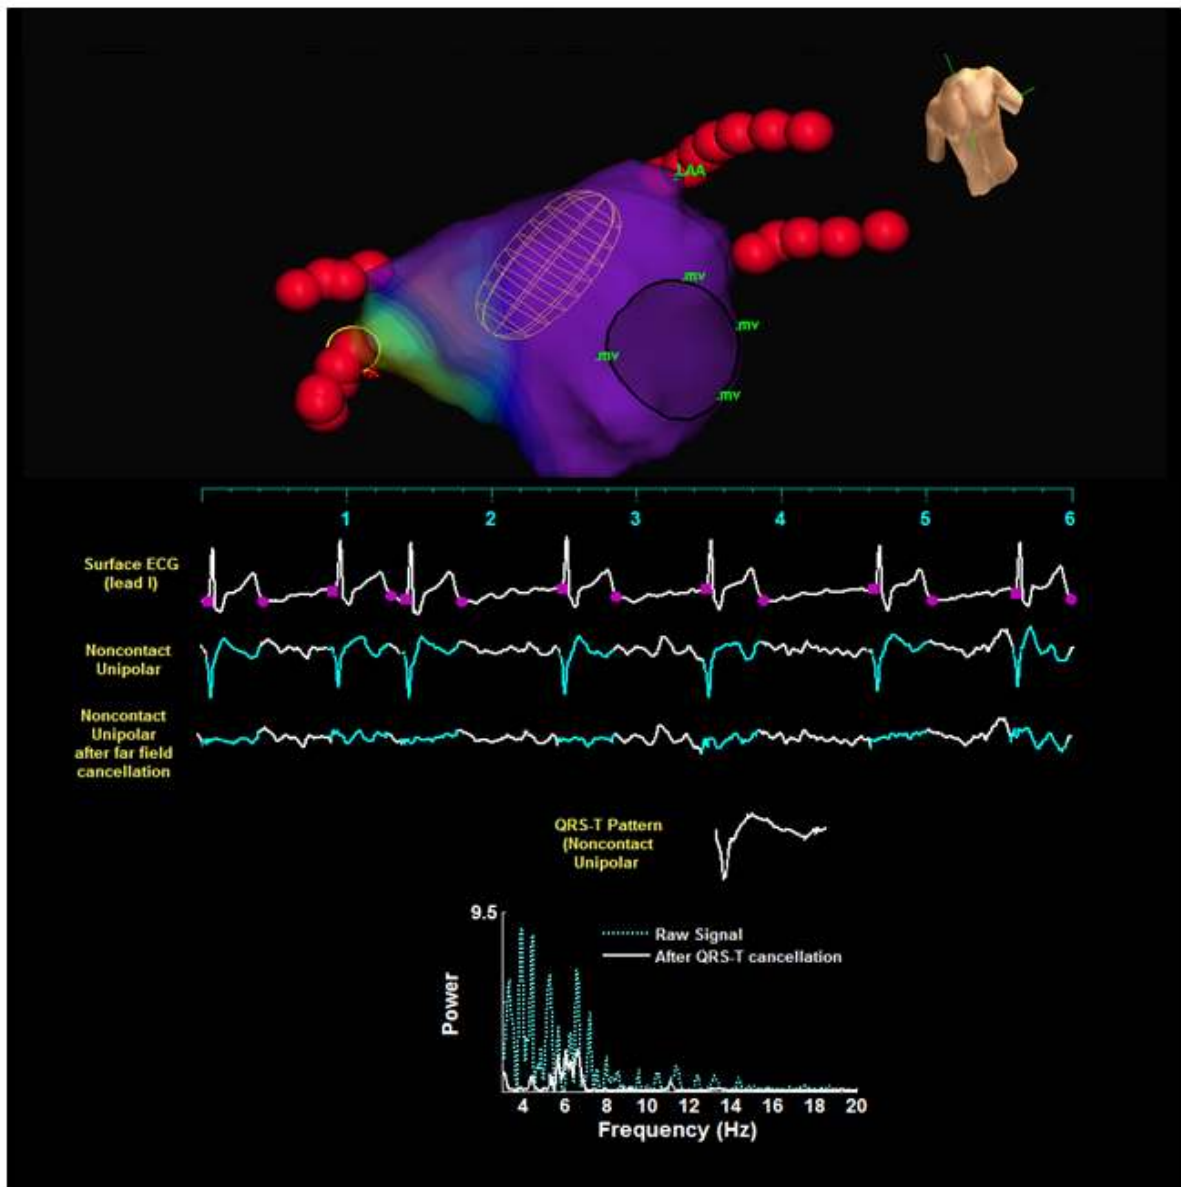 LAA
.mv
.mv
.mv
.mv
1 2 3 4 5 6
Surface ECG
(lead I)
Noncontact
Unipolar
Noncontact
Unipolar
after far field
cancellation
QRS-T Pattern
(Noncontact
Unipolar
9.5
Raw Signal
After QRS-T cancellation
Power
4 6 8 10 12 14 16 18 20
Frequency (Hz)